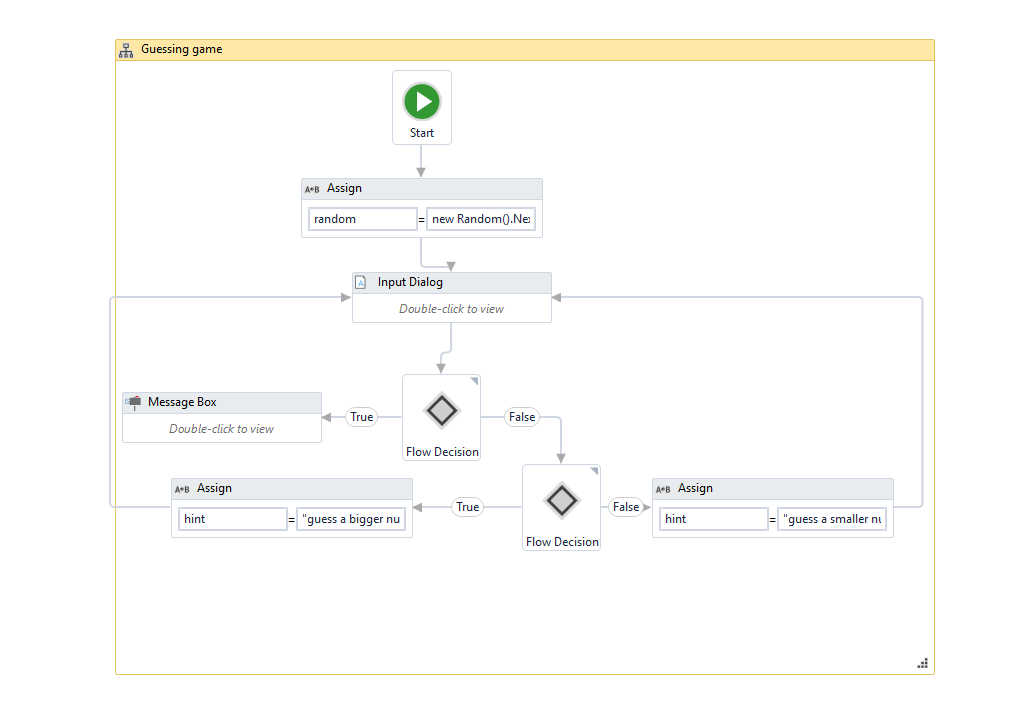 Guessing game
Start
A+B Assign
random = new Random().Ne
Input Dialog
Double-click to view
Message Box
Double-click to view
True
False
Flow Decision
A+B Assign
hint = "guess a bigger nu
True
False
Flow Decision
A+B Assign
hint = "guess a smaller nu